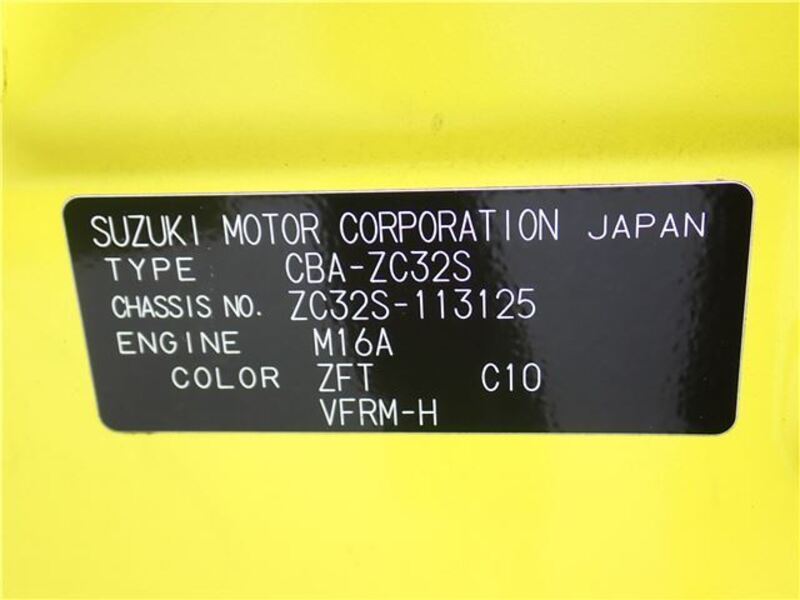 SUZUKI MOTOR CORPORATION JAPAN
TYPE CBA-ZC32S
CHASSIS NO. ZC32S-113125
ENGINE M16A
COLOR ZFT C10
VFRM-H